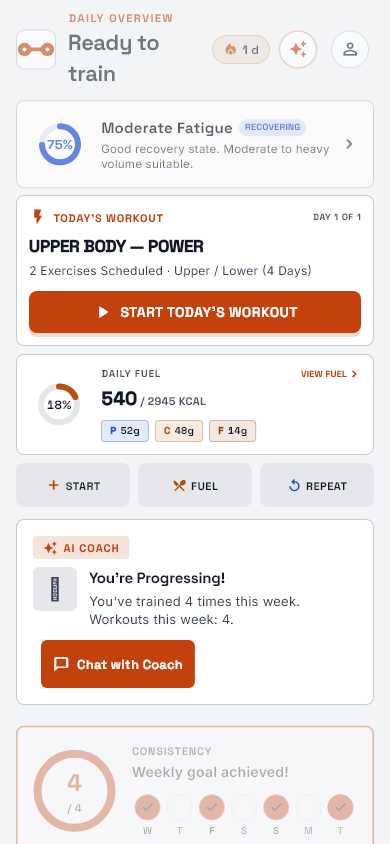 DAILY OVERVIEW
Ready to
train
1 d
75%
Moderate Fatigue RECOVERING
Good recovery state. Moderate to heavy
volume suitable.
TODAY'S WORKOUT
DAY 1 OF 1
UPPER BODY — POWER
2 Exercises Scheduled · Upper / Lower (4 Days)
START TODAY'S WORKOUT
18%
DAILY FUEL
VIEW FUEL
540 / 2945 KCAL
P 52g C 48g F 14g
START FUEL REPEAT
AI COACH
You're Progressing!
You've trained 4 times this week.
Workouts this week: 4.
Chat with Coach
4
/ 4
CONSISTENCY
Weekly goal achieved!
W T F S S M T